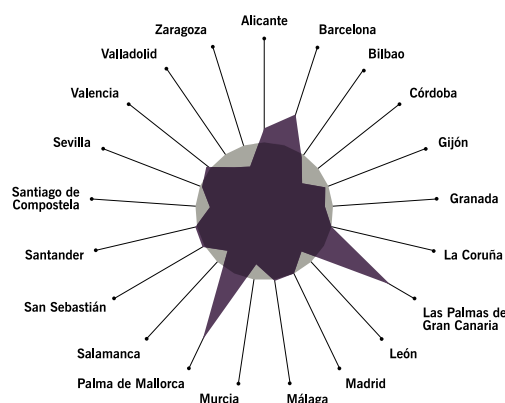 Alicante
Barcelona
Bilbao
Córdoba
Gijón
Granada
La Coruña
Las Palmas de
Gran Canaria
León
Madrid
Málaga
Murcia
Palma de Mallorca
Salamanca
San Sebastián
Santander
Santiago de
Compostela
Sevilla
Valencia
Valladolid
Zaragoza